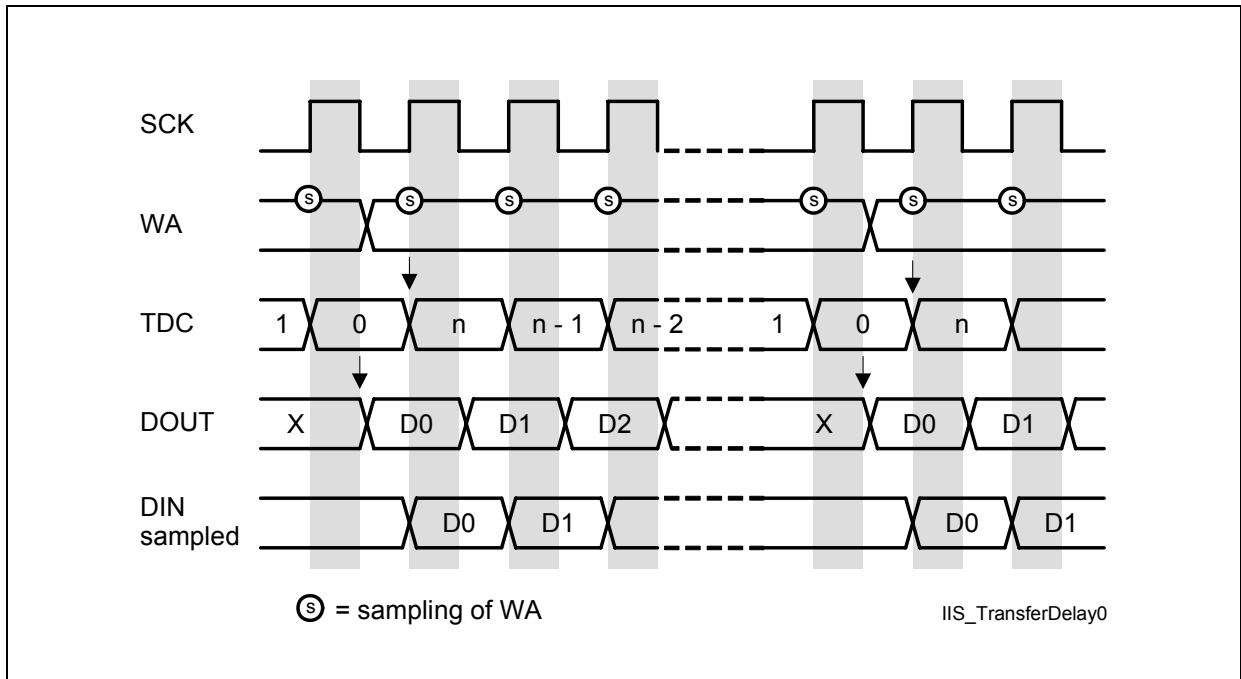 SCK
S S S S S S S
WA
TDC 1 0 n n - 1 n - 2 1 0 n
DOUT X D0 D1 D2 X D0 D1
DIN D0 D1 D0 D1
sampled
S = sampling of WA
IIS_TransferDelay0